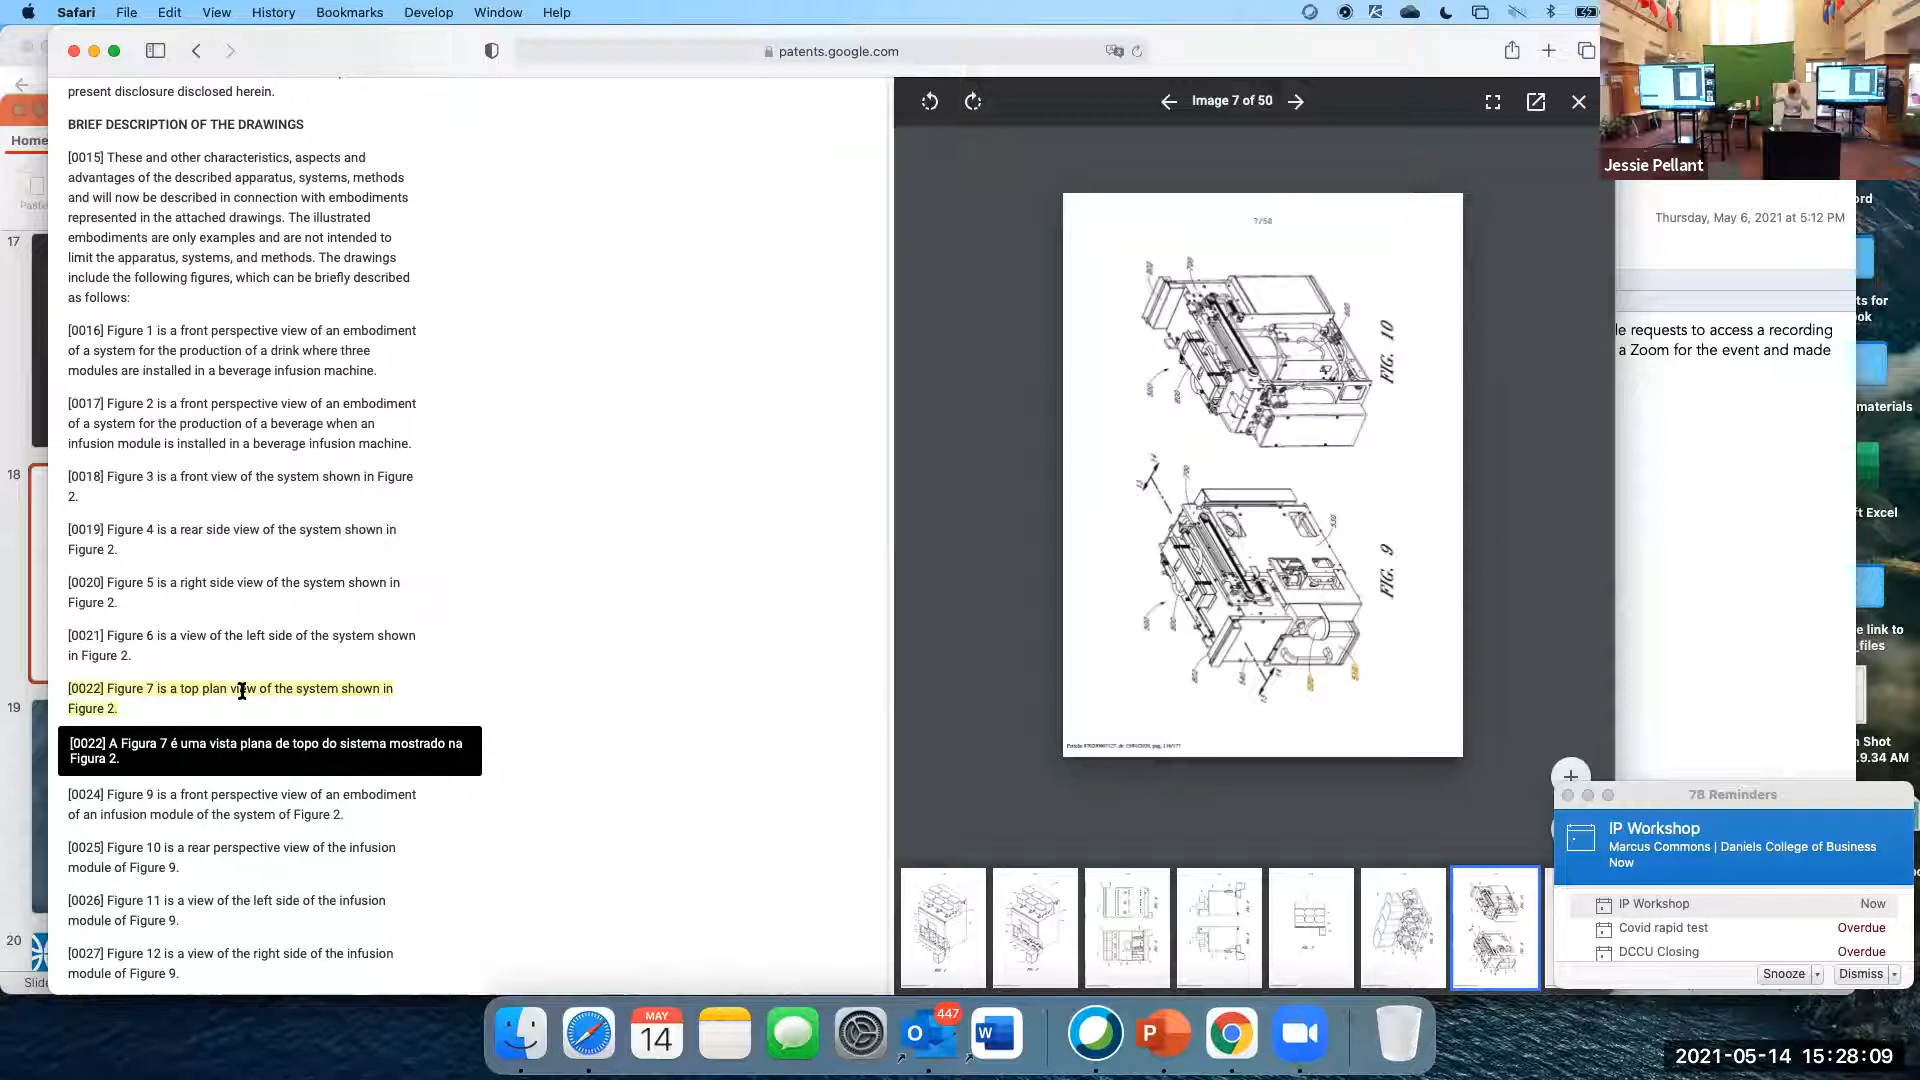 Safari File Edit View History Bookmarks Develop Window Help
patents.google.com
Home
Paste
17
18
19
20
Slide
present disclosure disclosed herein.
BRIEF DESCRIPTION OF THE DRAWINGS
[0015] These and other characteristics, aspects and
advantages of the described apparatus, systems, methods
and will now be described in connection with embodiments
represented in the attached drawings. The illustrated
embodiments are only examples and are not intended to
limit the apparatus, systems, and methods. The drawings
include the following figures, which can be briefly described
as follows:
[0016] Figure 1 is a front perspective view of an embodiment
of a system for the production of a drink where three
modules are installed in a beverage infusion machine.
[0017] Figure 2 is a front perspective view of an embodiment
of a system for the production of a beverage when an
infusion module is installed in a beverage infusion machine.
[0018] Figure 3 is a front view of the system shown in Figure
2.
[0019] Figure 4 is a rear side view of the system shown in
Figure 2.
[0020] Figure 5 is a right side view of the system shown in
Figure 2.
[0021] Figure 6 is a view of the left side of the system shown
in Figure 2.
[0022] Figure 7 is a top plan view of the system shown in
Figure 2.
[0022] A Figura 7 é uma vista plana de topo do sistema mostrado na
Figura 2.
[0024] Figure 9 is a front perspective view of an embodiment
of an infusion module of the system of Figure 2.
[0025] Figure 10 is a rear perspective view of the infusion
module of Figure 9.
[0026] Figure 11 is a view of the left side of the infusion
module of Figure 9.
[0027] Figure 12 is a view of the right side of the infusion
module of Figure 9.
Image 7 of 50
7/50
FIG. 10
FIG. 9
Jessie Pellant
Thursday, May 6, 2021 at 5:12 PM
le requests to access a recording
a Zoom for the event and made
ord
ts for
ok
materials
ft Excel
e link to
_files
n Shot
.9.34 AM
78 Reminders
IP Workshop
Marcus Commons | Daniels College of Business
Now
IP Workshop Now
Covid rapid test Overdue
DCCU Closing Overdue
Snooze Dismiss
MAY
14
447
2021-05-14 15:28:09